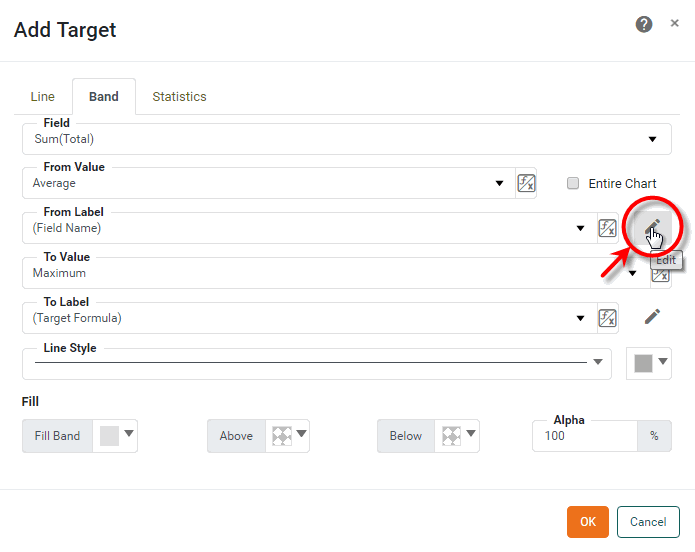 Add Target
Line Band Statistics
Field
Sum(Total)
From Value
Average
Entire Chart
From Label
(Field Name)
Edit
To Value
Maximum
To Label
(Target Formula)
Line Style
Fill
Fill Band
Above
Below
Alpha
100 %
OK Cancel